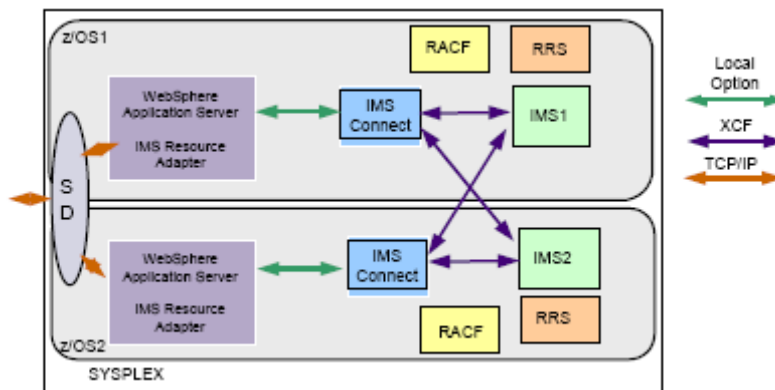 z/OS1
RACF
RRS
WebSphere
Application Server
IMS Resource
Adapter
IMS
Connect
IMS1
S
D
WebSphere
Application Server
IMS Resource
Adapter
IMS
Connect
IMS2
RACF
RRS
z/OS2
SYSPLEX
Local
Option
XCF
TCP/IP